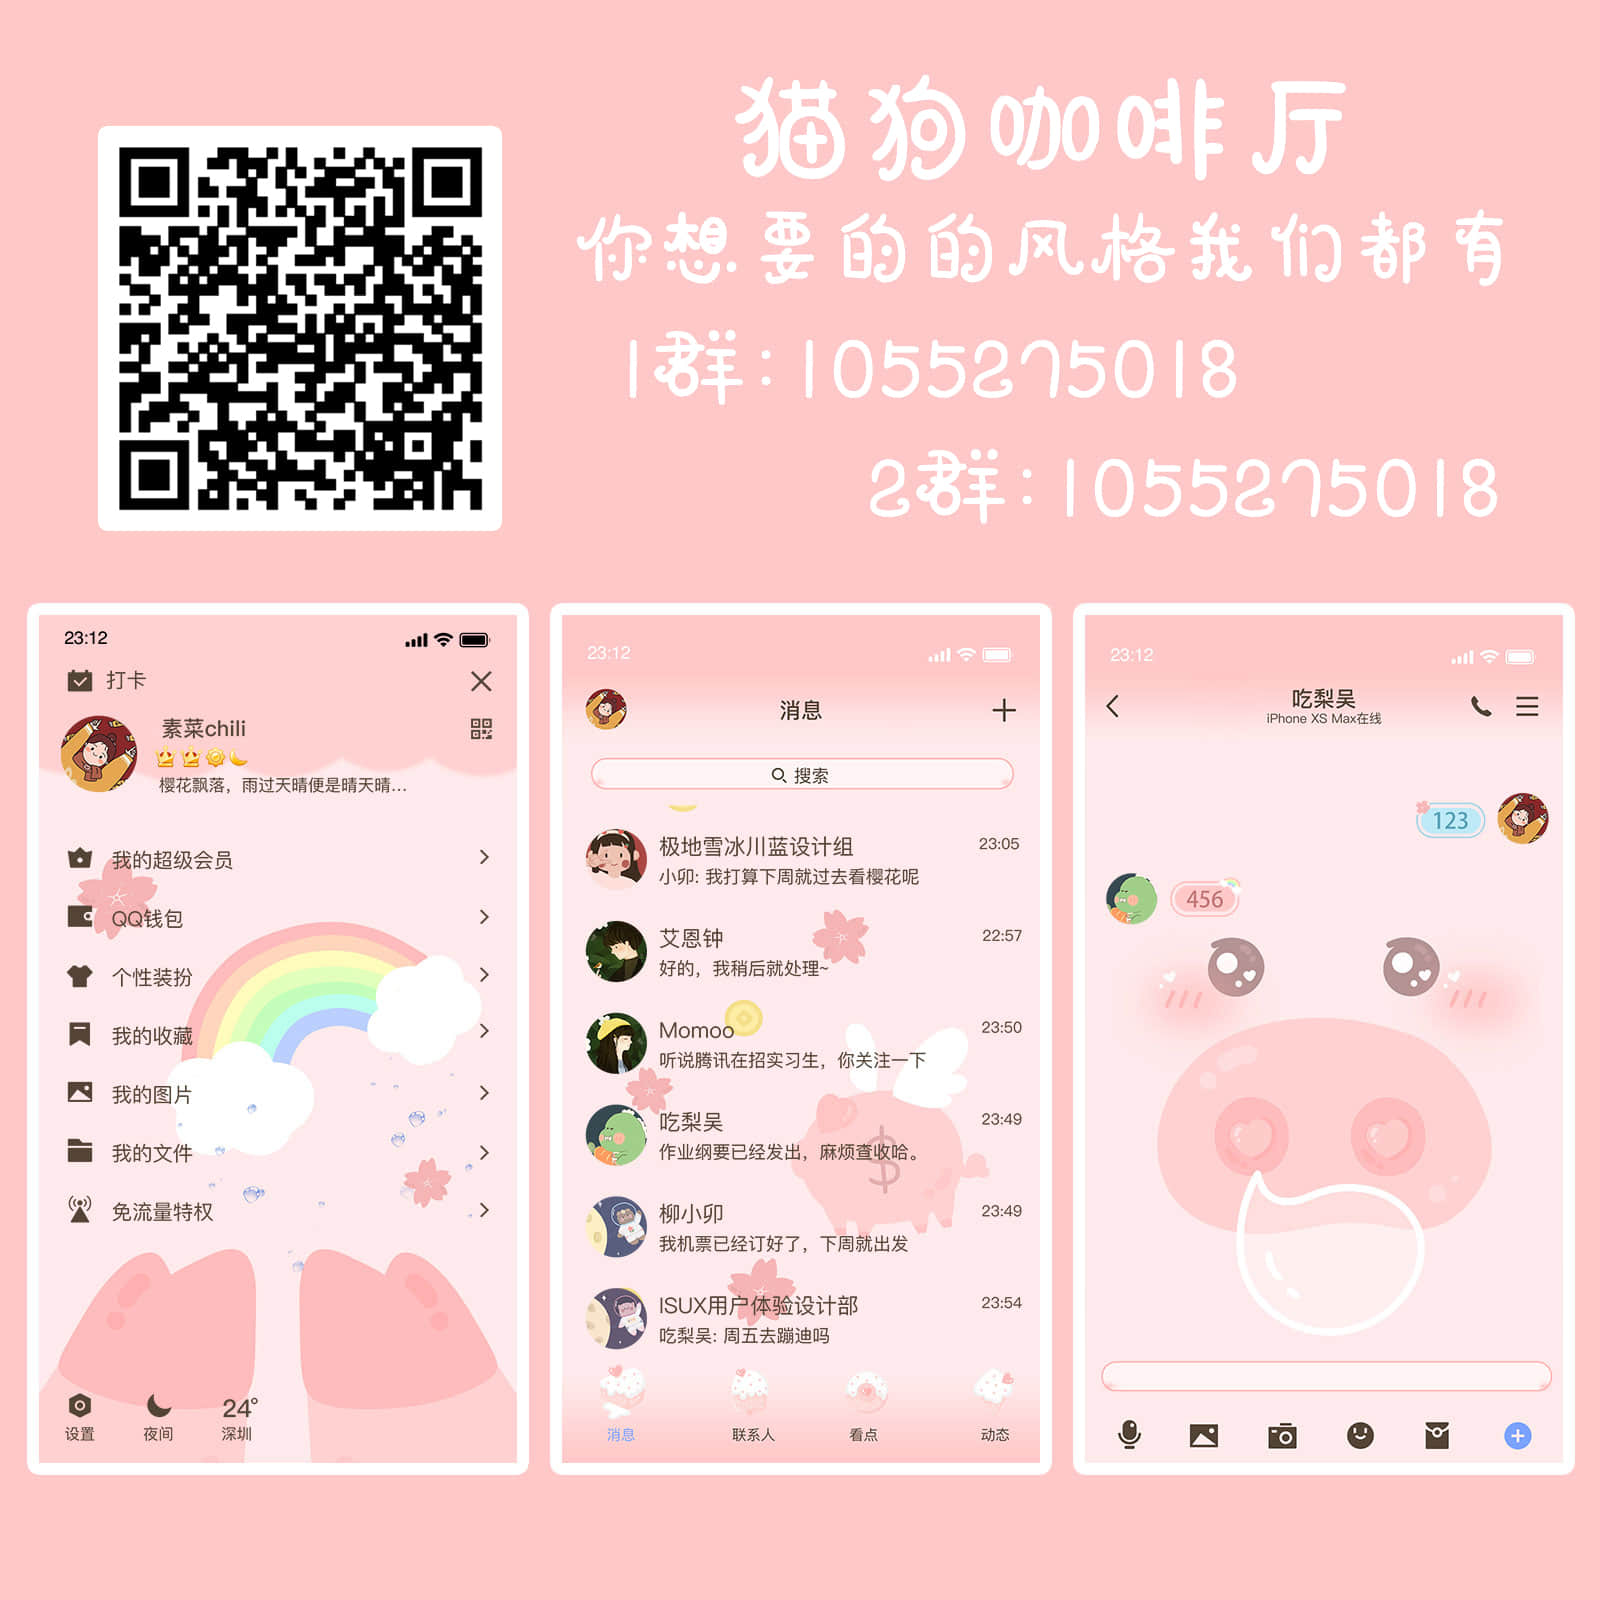 猫狗咖啡厅
你想要的的风格我们都有
1群:1055275018
2群:1055275018
23:12
打卡
素菜chili
樱花飘落，雨过天晴便是晴天晴...
我的超级会员
QQ钱包
个性装扮
我的收藏
我的图片
我的文件
免流量特权
24°
设置 夜间 深圳
23:12
消息
搜索
极地雪冰川蓝设计组 23:05
小卯: 我打算下周就过去看樱花呢
艾恩钟 22:57
好的，我稍后就处理~
Momoo 23:50
听说腾讯在招实习生，你关注一下
吃梨吴 23:49
作业纲要已经发出，麻烦查收哈。
柳小卯 23:49
我机票已经订好了，下周就出发
ISUX用户体验设计部 23:54
吃梨吴: 周五去蹦迪吗
消息 联系人 看点 动态
23:12
吃梨吴
iPhone XS Max在线
123
456